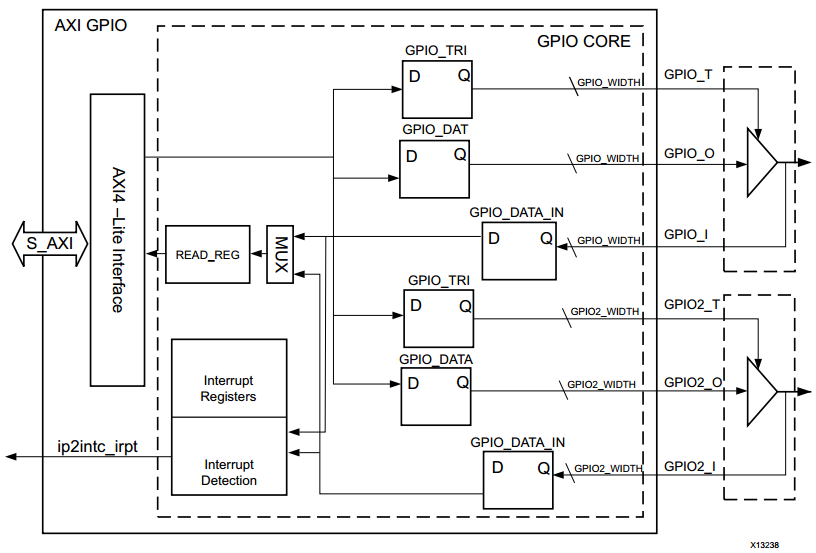 AXI GPIO
GPIO CORE
GPIO_TRI
D Q
GPIO_WIDTH
GPIO_T
GPIO_DAT
D Q
GPIO_WIDTH
GPIO_O
AXI4 –Lite Interface
S_AXI
READ_REG
MUX
GPIO_DATA_IN
D Q
GPIO_WIDTH
GPIO_I
GPIO_TRI
D Q
GPIO2_WIDTH
GPIO2_T
GPIO_DATA
D Q
GPIO2_WIDTH
GPIO2_O
Interrupt
Registers
Interrupt
Detection
ip2intc_irpt
GPIO_DATA_IN
D Q
GPIO2_WIDTH
GPIO2_I
X13238